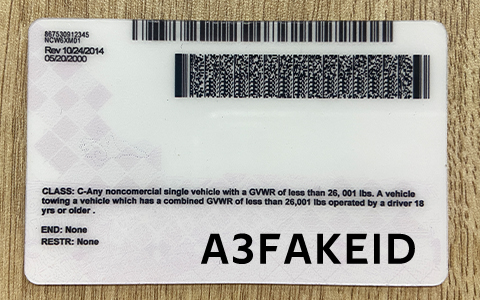 867530912345
NCW6XM01
Rev 10/24/2014
05/20/2000
CLASS: C-Any noncomercial single vehicle with a GVWR of less than 26, 001 lbs. A vehicle
towing a vehicle which has a combined GVWR of less than 26,001 lbs operated by a driver 18
yrs or older .
END: None
RESTR: None
A3FAKEID